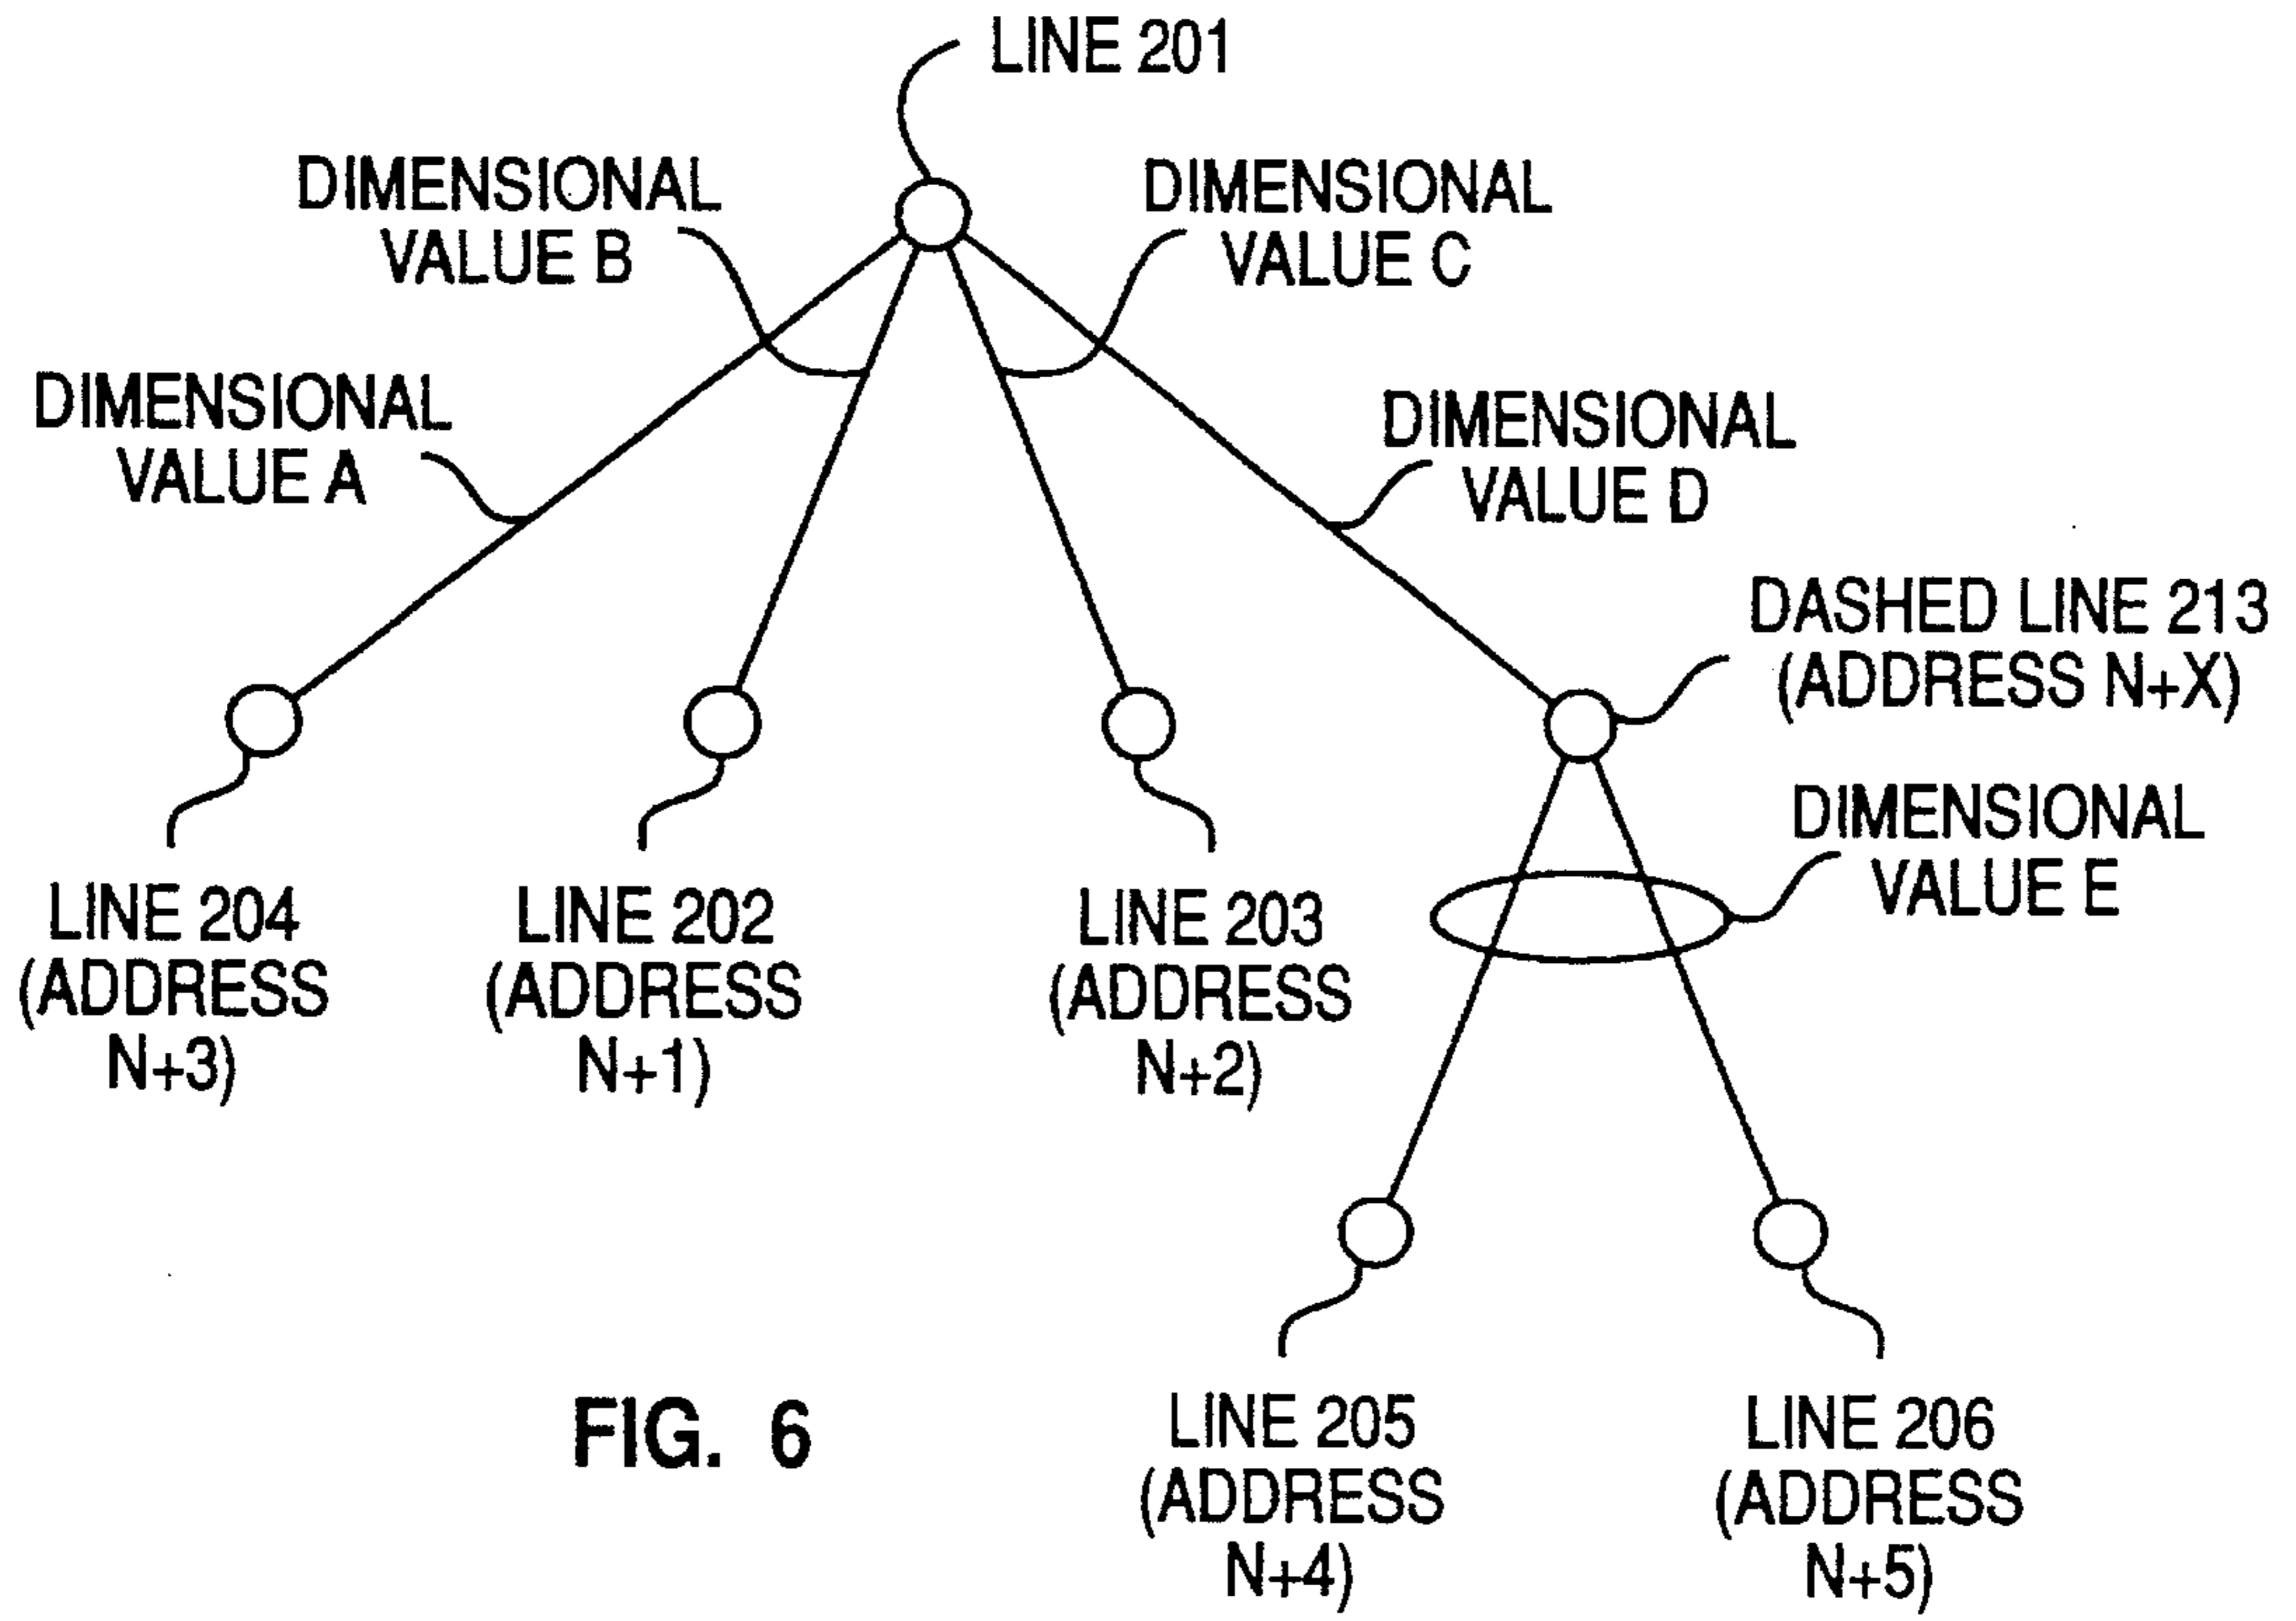 LINE 201
DIMENSIONAL
VALUE B
DIMENSIONAL
VALUE C
DIMENSIONAL
VALUE A
DIMENSIONAL
VALUE D
DASHED LINE 213
(ADDRESS N+X)
DIMENSIONAL
VALUE E
LINE 204
(ADDRESS
N+3)
LINE 202
(ADDRESS
N+1)
LINE 203
(ADDRESS
N+2)
LINE 205
(ADDRESS
N+4)
LINE 206
(ADDRESS
N+5)
FIG. 6